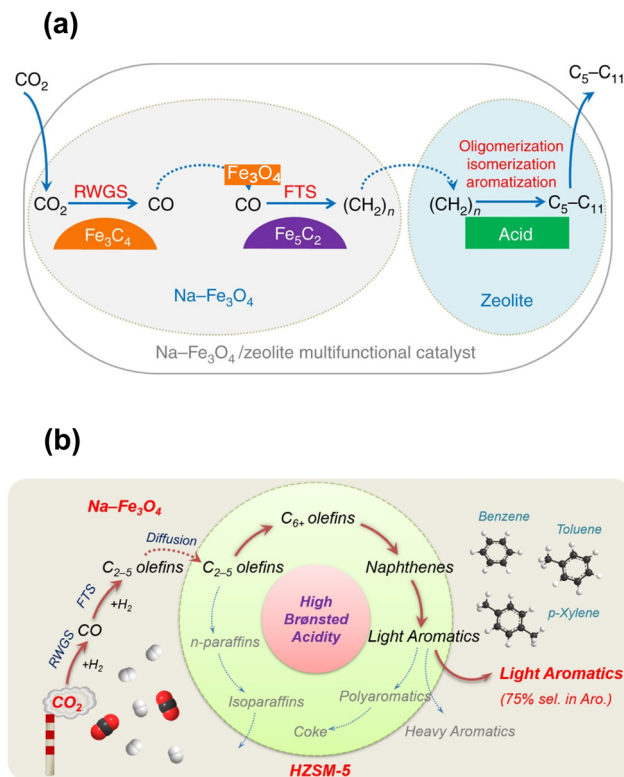 (a)
CO2
C5–C11
Oligomerization
isomerization
aromatization
Fe3O4
CO2 RWGS CO CO FTS (CH2)n (CH2)n C5–C11
Fe3C4
Fe5C2
Acid
Na–Fe3O4
Zeolite
Na–Fe3O4/zeolite multifunctional catalyst
(b)
Na–Fe3O4
C6+ olefins
Benzene
Toluene
Diffusion
C2–5 olefins
C2–5 olefins
Naphthenes
FTS
+H2
CO
High
Brønsted
Acidity
p-Xylene
n-paraffins
Light Aromatics
RWGS
+H2
Light Aromatics
(75% sel. in Aro.)
CO2
Isoparaffins
Polyaromatics
Coke
Heavy Aromatics
HZSM-5